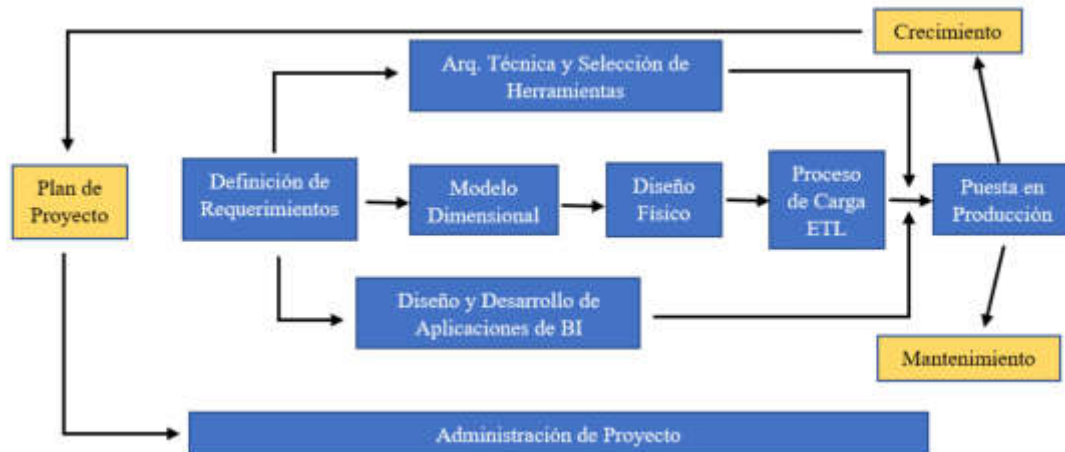 Crecimiento
Arq. Técnica y Selección de
Herramientas
Plan de
Proyecto
Definición de
Requerimientos
Modelo
Dimensional
Diseño
Físico
Proceso
de Carga
ETL
Puesta en
Producción
Diseño y Desarrollo de
Aplicaciones de BI
Mantenimiento
Administración de Proyecto